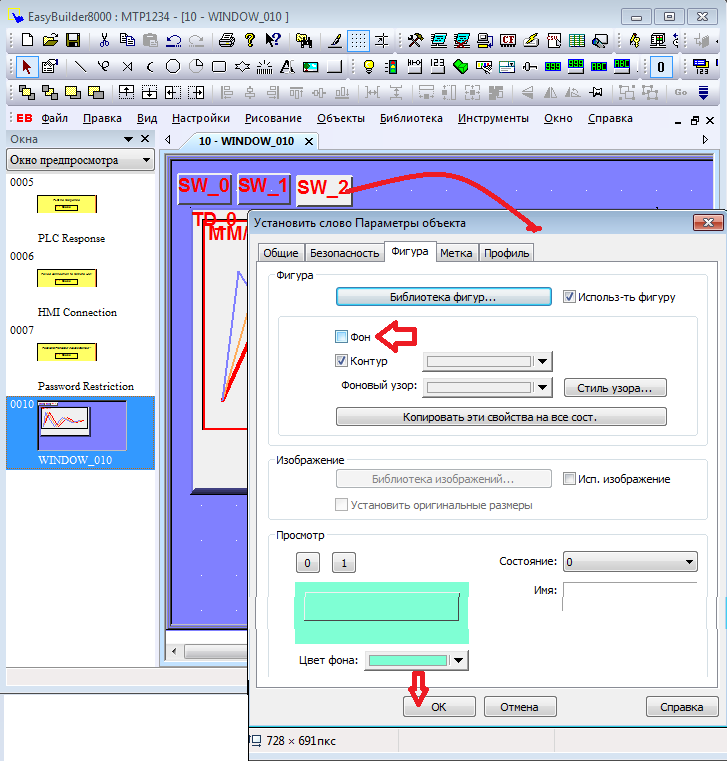 EasyBuilder8000 : MTP1234 - [10 - WINDOW_010 ]
EB Файл Правка Вид Настройки Рисование Объекты Библиотека Инструменты Окно Справка
Окна
10 - WINDOW_010
Окно предпросмотра
0005
PLC Response
0006
HMI Connection
0007
Password Restriction
0010
WINDOW_010
SW_0 SW_1 SW_2
TD_0
MM/
Установить слово Параметры объекта
Общие Безопасность Фигура Метка Профиль
Фигура
Библиотека фигур...
Использ-ть фигуру
Фон
Контур
Фоновый узор:
Стиль узора...
Копировать эти свойства на все сост.
Изображение
Библиотека изображений...
Исп. изображение
Установить оригинальные размеры
Просмотр
0 1
Состояние: 0
Имя:
Цвет фона:
ОК Отмена Справка
728 × 691пкс